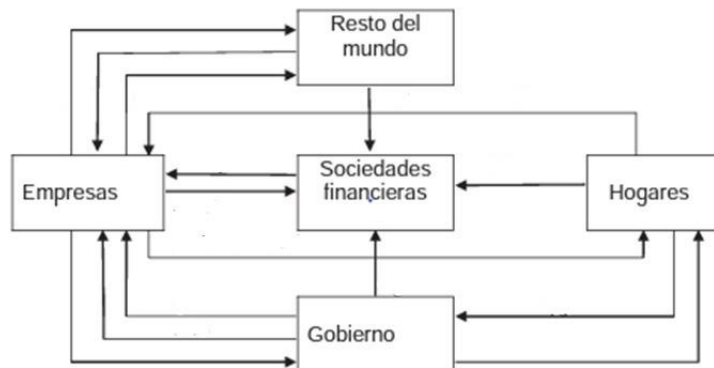 Resto del
mundo
Empresas
Sociedades
financieras
Hogares
Gobierno